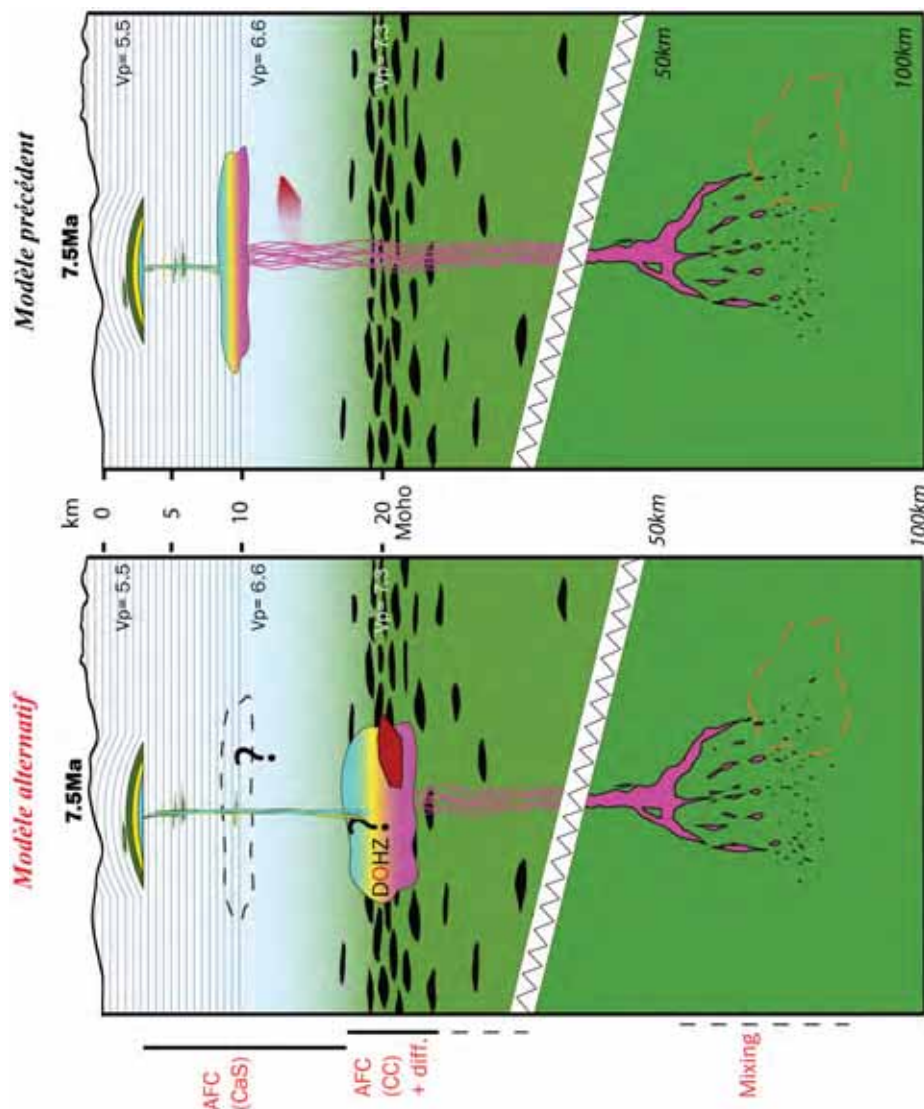 Modèle alternatif
7.5Ma
Vp= 5.5
Vp= 6.6
Vp= 7.3
?
?
DOHZ
AFC
(CaS)
AFC
(CC)
+ diff.
Mixing
50km
100km
km
0
5
10
20
Moho
Modèle précédent
7.5Ma
Vp= 5.5
Vp= 6.6
Vp= 7.3
50km
100km